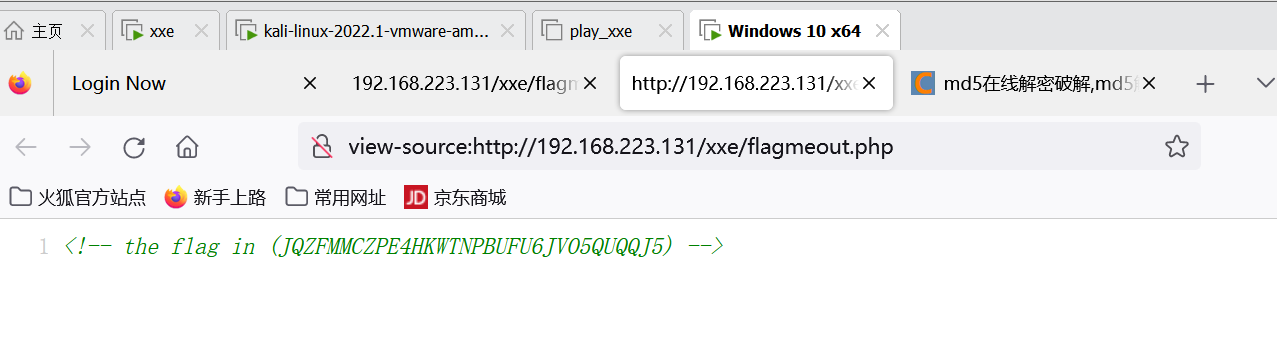 主页 xxe kali-linux-2022.1-vmware-am... play_xxe Windows 10 x64
Login Now 192.168.223.131/xxe/flagm http://192.168.223.131/xxe md5在线解密破解,md5
view-source:http://192.168.223.131/xxe/flagmeout.php
火狐官方站点 新手上路 常用网址 JD 京东商城
1 <!-- the flag in (JQZFMMCZPE4HKWTNPBUFU6JVO5QUQQJ5) -->